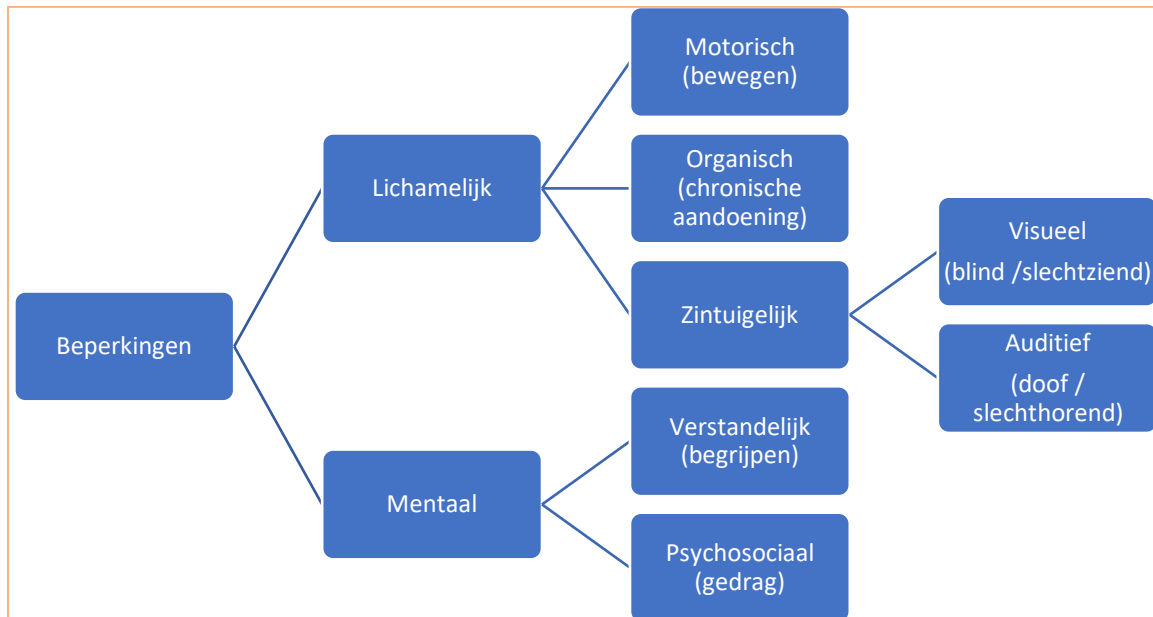 Beperkingen
Lichamelijk
Motorisch
(bewegen)
Organisch
(chronische
aandoening)
Zintuigelijk
Visueel
(blind /slechtziend)
Auditief
(doof /
slechthorend)
Mentaal
Verstandelijk
(begrijpen)
Psychosociaal
(gedrag)